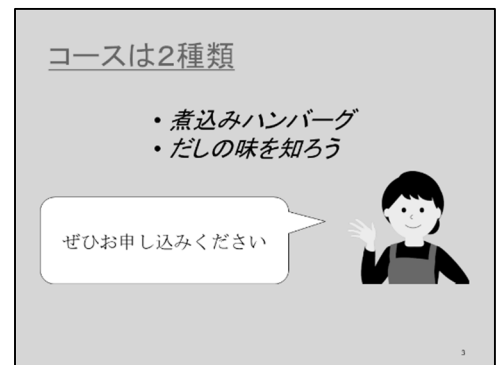 コースは２種類
・煮込みハンバーグ
・だしの味を知ろう
ぜひお申し込みください
3